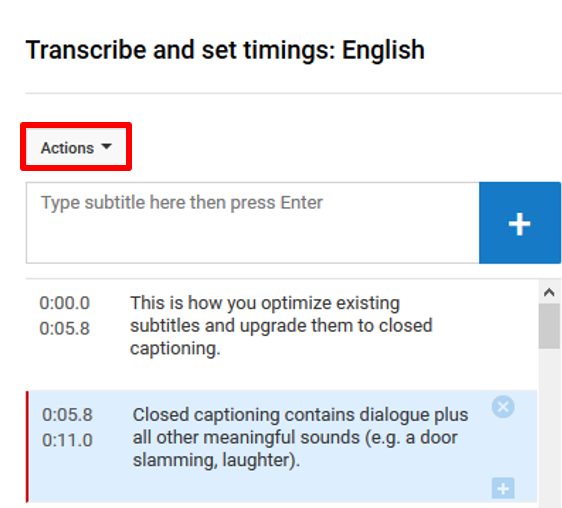 Transcribe and set timings: English
Actions
Type subtitle here then press Enter
0:00.0
0:05.8
This is how you optimize existing
subtitles and upgrade them to closed
captioning.
0:05.8
0:11.0
Closed captioning contains dialogue plus
all other meaningful sounds (e.g. a door
slamming, laughter).